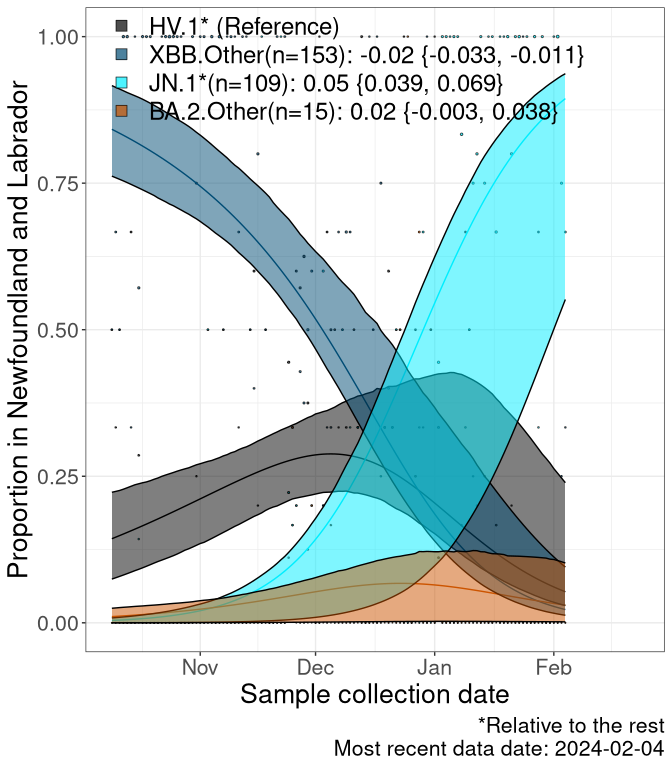 HV.1* (Reference)
XBB.Other(n=153): -0.02 {-0.033, -0.011}
JN.1*(n=109): 0.05 {0.039, 0.069}
BA.2.Other(n=15): 0.02 {-0.003, 0.038}
Proportion in Newfoundland and Labrador
1.00
0.75
0.50
0.25
0.00
Nov Dec Jan Feb
Sample collection date
*Relative to the rest
Most recent data date: 2024-02-04